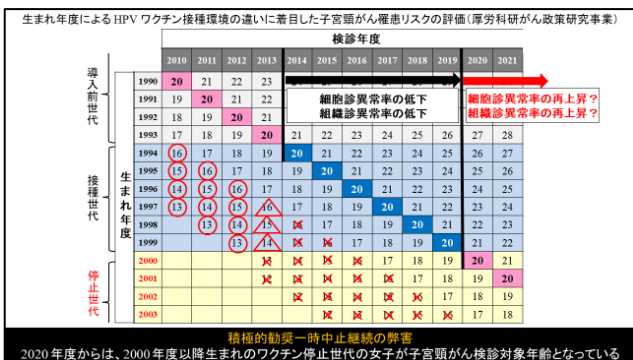 生まれ年度によるHPVワクチン接種環境の違いに着目した子宮頸がん罹患リスクの評価(厚労科研がん政策研究事業)
検診年度
2010 2011 2012 2013 2014 2015 2016 2017 2018 2019 2020 2021
導入前世代
接種世代
停止世代
生まれ年度
1990 20 21 22 23
1991 19 20 21 22
1992 18 19 20 21
1993 17 18 19 20 21 22 23 24 25 26 27 28
細胞診異常率の低下
組織診異常率の低下
細胞診異常率の再上昇?
組織診異常率の再上昇?
1994 16 17 18 19 20 21 22 23 24 25 26 27
1995 15 16 17 18 19 20 21 22 23 24 25 26
1996 14 15 16 17 18 19 20 21 22 23 24 25
1997 13 14 15 16 17 18 19 20 21 22 23 24
1998 13 14 15 16 17 18 19 20 21 22 23
1999 13 14 15 16 17 18 19 20 21 22
2000 13 14 15 16 17 18 19 20 21
2001 17 18 19 20
2002 17 18 19
2003 17 18
積極的勧奨一時中止継続の弊害
2020年度からは、2000年度以降生まれのワクチン停止世代の女子が子宮頸がん検診対象年齢となっている